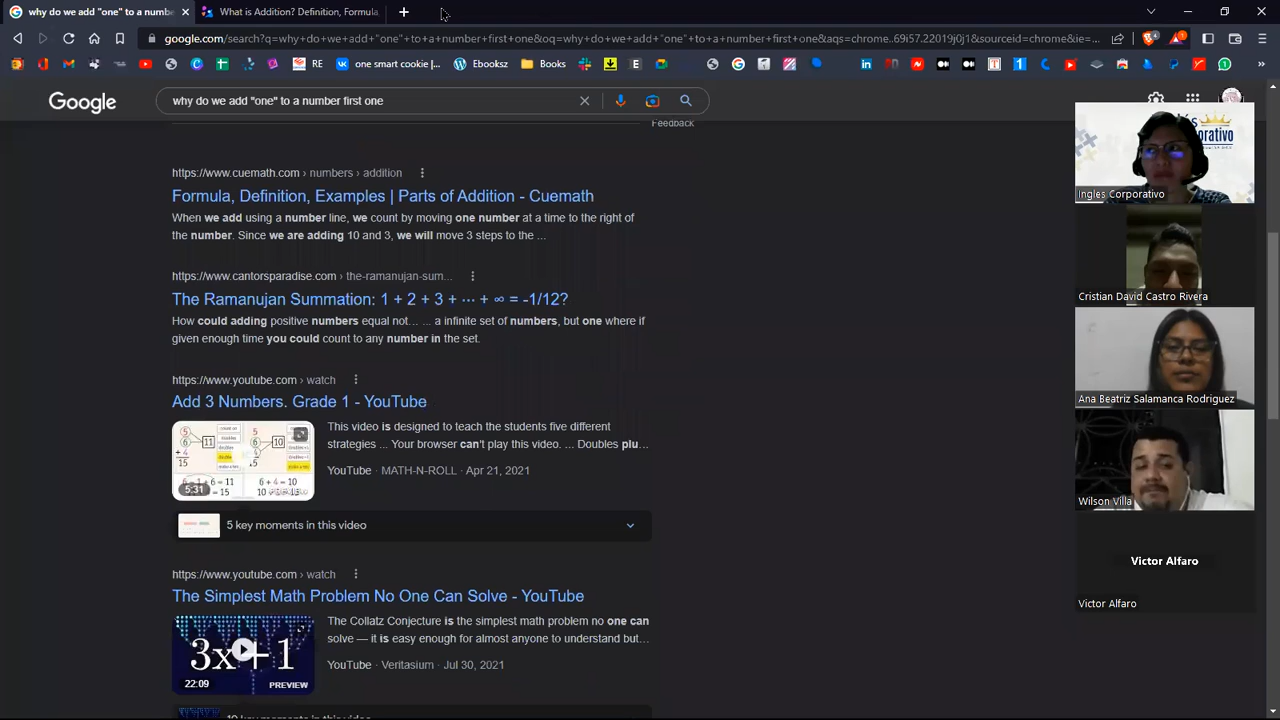 why do we add "one" to a numbe
What is Addition? Definition, Formula
google.com/search?q=why+do+we+add+"one"+to+a+number+first+one&oq=why+do+we+add+"one"+to+a+number+first+one&aqs=chrome..69i57.22019j0j1&sourceid=chrome&ie=...
RE
one smart cookie |...
Ebooksz
Books
Google
why do we add "one" to a number first one
Feedback
https://www.cuemath.com › numbers › addition
Formula, Definition, Examples | Parts of Addition - Cuemath
When we add using a number line, we count by moving one number at a time to the right of
the number. Since we are adding 10 and 3, we will move 3 steps to the ...
https://www.cantorsparadise.com › the-ramanujan-sum...
The Ramanujan Summation: 1 + 2 + 3 + ⋯ + ∞ = -1/12?
How could adding positive numbers equal not... ... a infinite set of numbers, but one where if
given enough time you could count to any number in the set.
https://www.youtube.com › watch
Add 3 Numbers. Grade 1 - YouTube
This video is designed to teach the students five different
strategies ... Your browser can't play this video. ... Doubles plu...
YouTube · MATH-N-ROLL · Apr 21, 2021
5:31
5 key moments in this video
https://www.youtube.com › watch
The Simplest Math Problem No One Can Solve - YouTube
The Collatz Conjecture is the simplest math problem no one can
solve — it is easy enough for almost anyone to understand but...
YouTube · Veritasium · Jul 30, 2021
3x+1
22:09
PREVIEW
Ingles Corporativo
Cristian David Castro Rivera
Ana Beatriz Salamanca Rodriguez
Wilson Villa
Victor Alfaro
Victor Alfaro